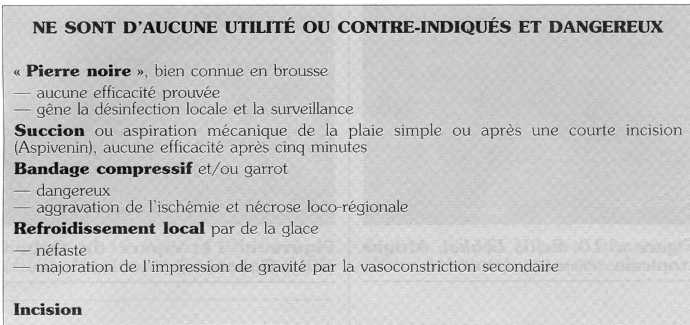 NE SONT D'AUCUNE UTILITÉ OU CONTRE-INDIQUÉS ET DANGEREUX
« Pierre noire », bien connue en brousse
— aucune efficacité prouvée
— gêne la désinfection locale et la surveillance
Succion ou aspiration mécanique de la plaie simple ou après une courte incision
(Aspivenin), aucune efficacité après cinq minutes
Bandage compressif et/ou garrot
— dangereux
— aggravation de l'ischémie et nécrose loco-régionale
Refroidissement local par de la glace
— néfaste
— majoration de l'impression de gravité par la vasoconstriction secondaire
Incision